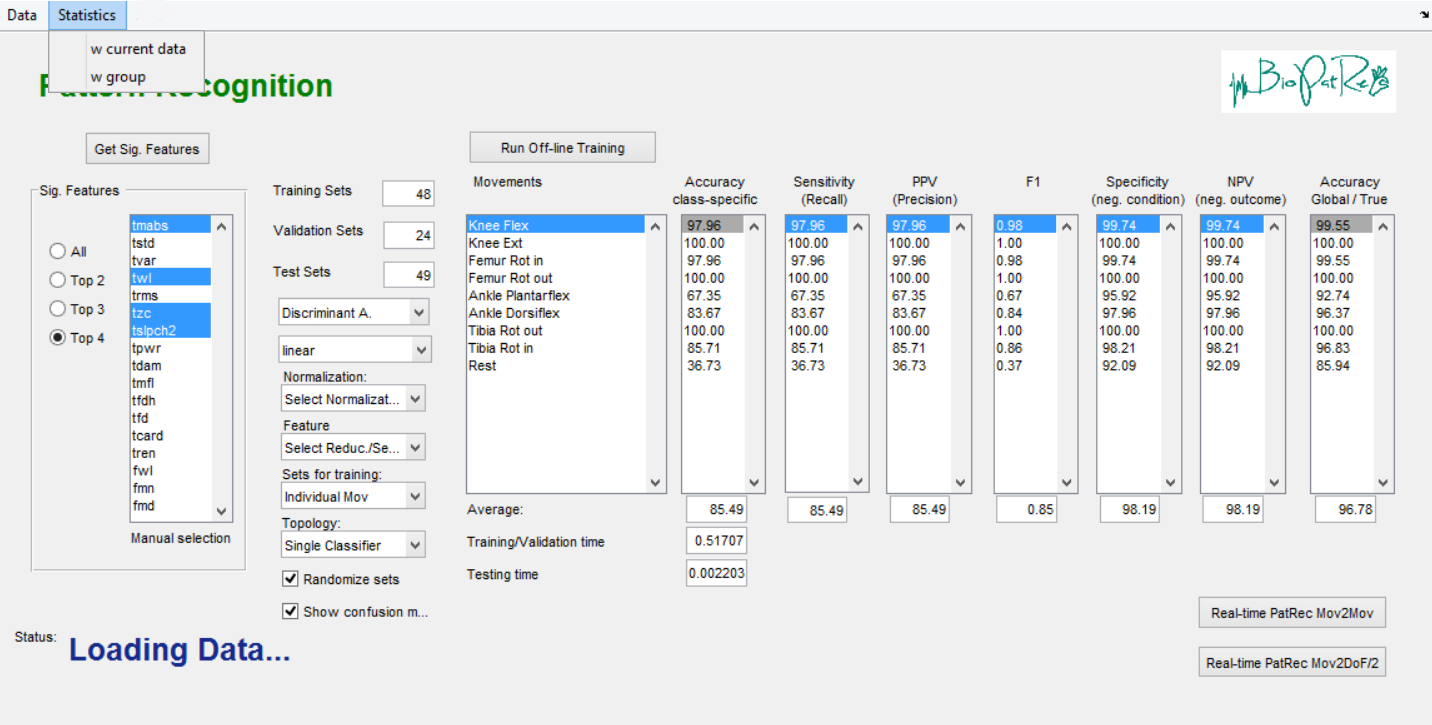 Data Statistics
w current data
w group
Pattern Recognition
BioPatRec
Get Sig. Features
Run Off-line Training
Sig. Features
All
Top 2
Top 3
Top 4
tmabs
tstd
tvar
twl
trms
tzc
tslpch2
tpwr
tdam
tmfl
tfdh
tfd
tcard
tren
fwl
fmn
fmd
Manual selection
Training Sets 48
Validation Sets 24
Test Sets 49
Discriminant A.
linear
Normalization:
Select Normalizat...
Feature
Select Reduc./Se...
Sets for training:
Individual Mov
Topology:
Single Classifier
Randomize sets
Show confusion m...
Movements Accuracy Sensitivity PPV F1 Specificity NPV Accuracy
class-specific (Recall) (Precision) (neg. condition) (neg. outcome) Global / True
Knee Flex 97.96 97.96 97.96 0.98 99.74 99.74 99.55
Knee Ext 100.00 100.00 100.00 1.00 100.00 100.00 100.00
Femur Rot in 97.96 97.96 97.96 0.98 99.74 99.74 99.55
Femur Rot out 100.00 100.00 100.00 1.00 100.00 100.00 100.00
Ankle Plantarflex 67.35 67.35 67.35 0.67 95.92 95.92 92.74
Ankle Dorsiflex 83.67 83.67 83.67 0.84 97.96 97.96 96.37
Tibia Rot out 100.00 100.00 100.00 1.00 100.00 100.00 100.00
Tibia Rot in 85.71 85.71 85.71 0.86 98.21 98.21 96.83
Rest 36.73 36.73 36.73 0.37 92.09 92.09 85.94
Average: 85.49 85.49 85.49 0.85 98.19 98.19 96.78
Training/Validation time 0.51707
Testing time 0.002203
Real-time PatRec Mov2Mov
Real-time PatRec Mov2DoF/2
Status: Loading Data...